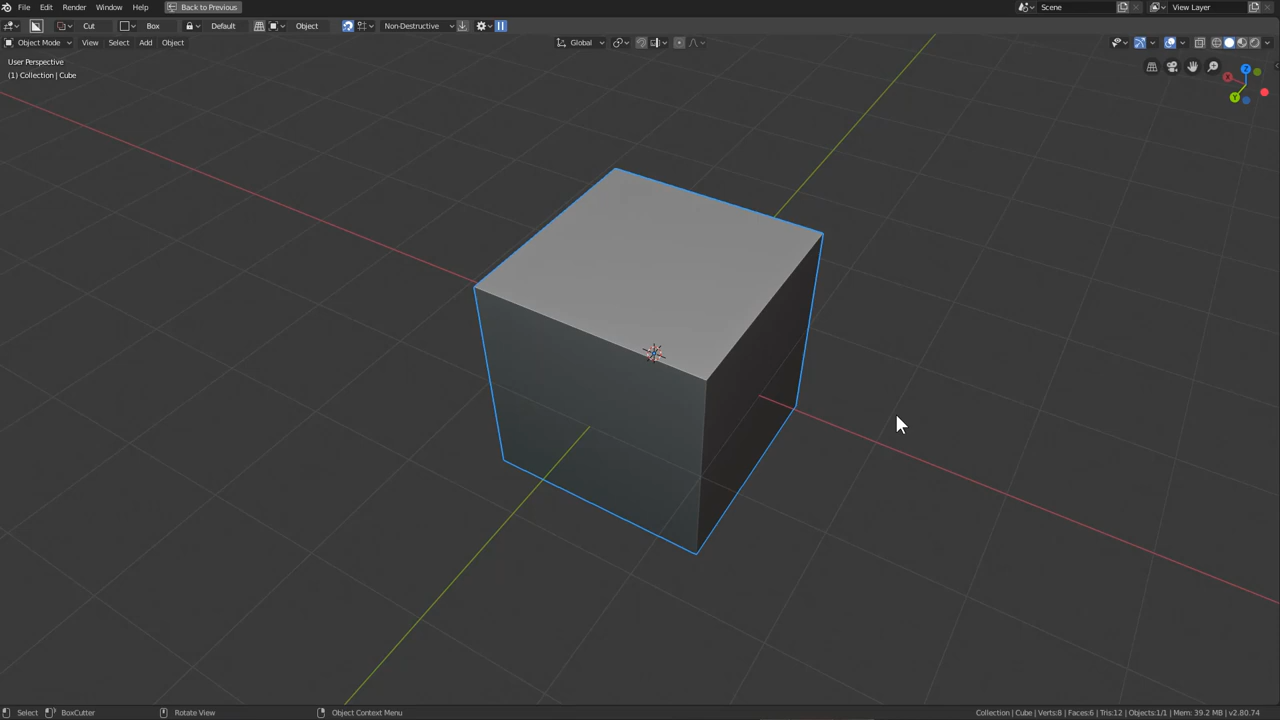 File Edit Render Window Help Back to Previous Scene View Layer
Cut Box Default Object Non-Destructive
Object Mode View Select Add Object Global
User Perspective
(1) Collection | Cube
Z
X
Y
Select BoxCutter Rotate View Object Context Menu Collection | Cube | Verts:8 | Faces:6 | Tris:12 | Objects:1/1 | Mem: 39.2 MB | v2.80.74